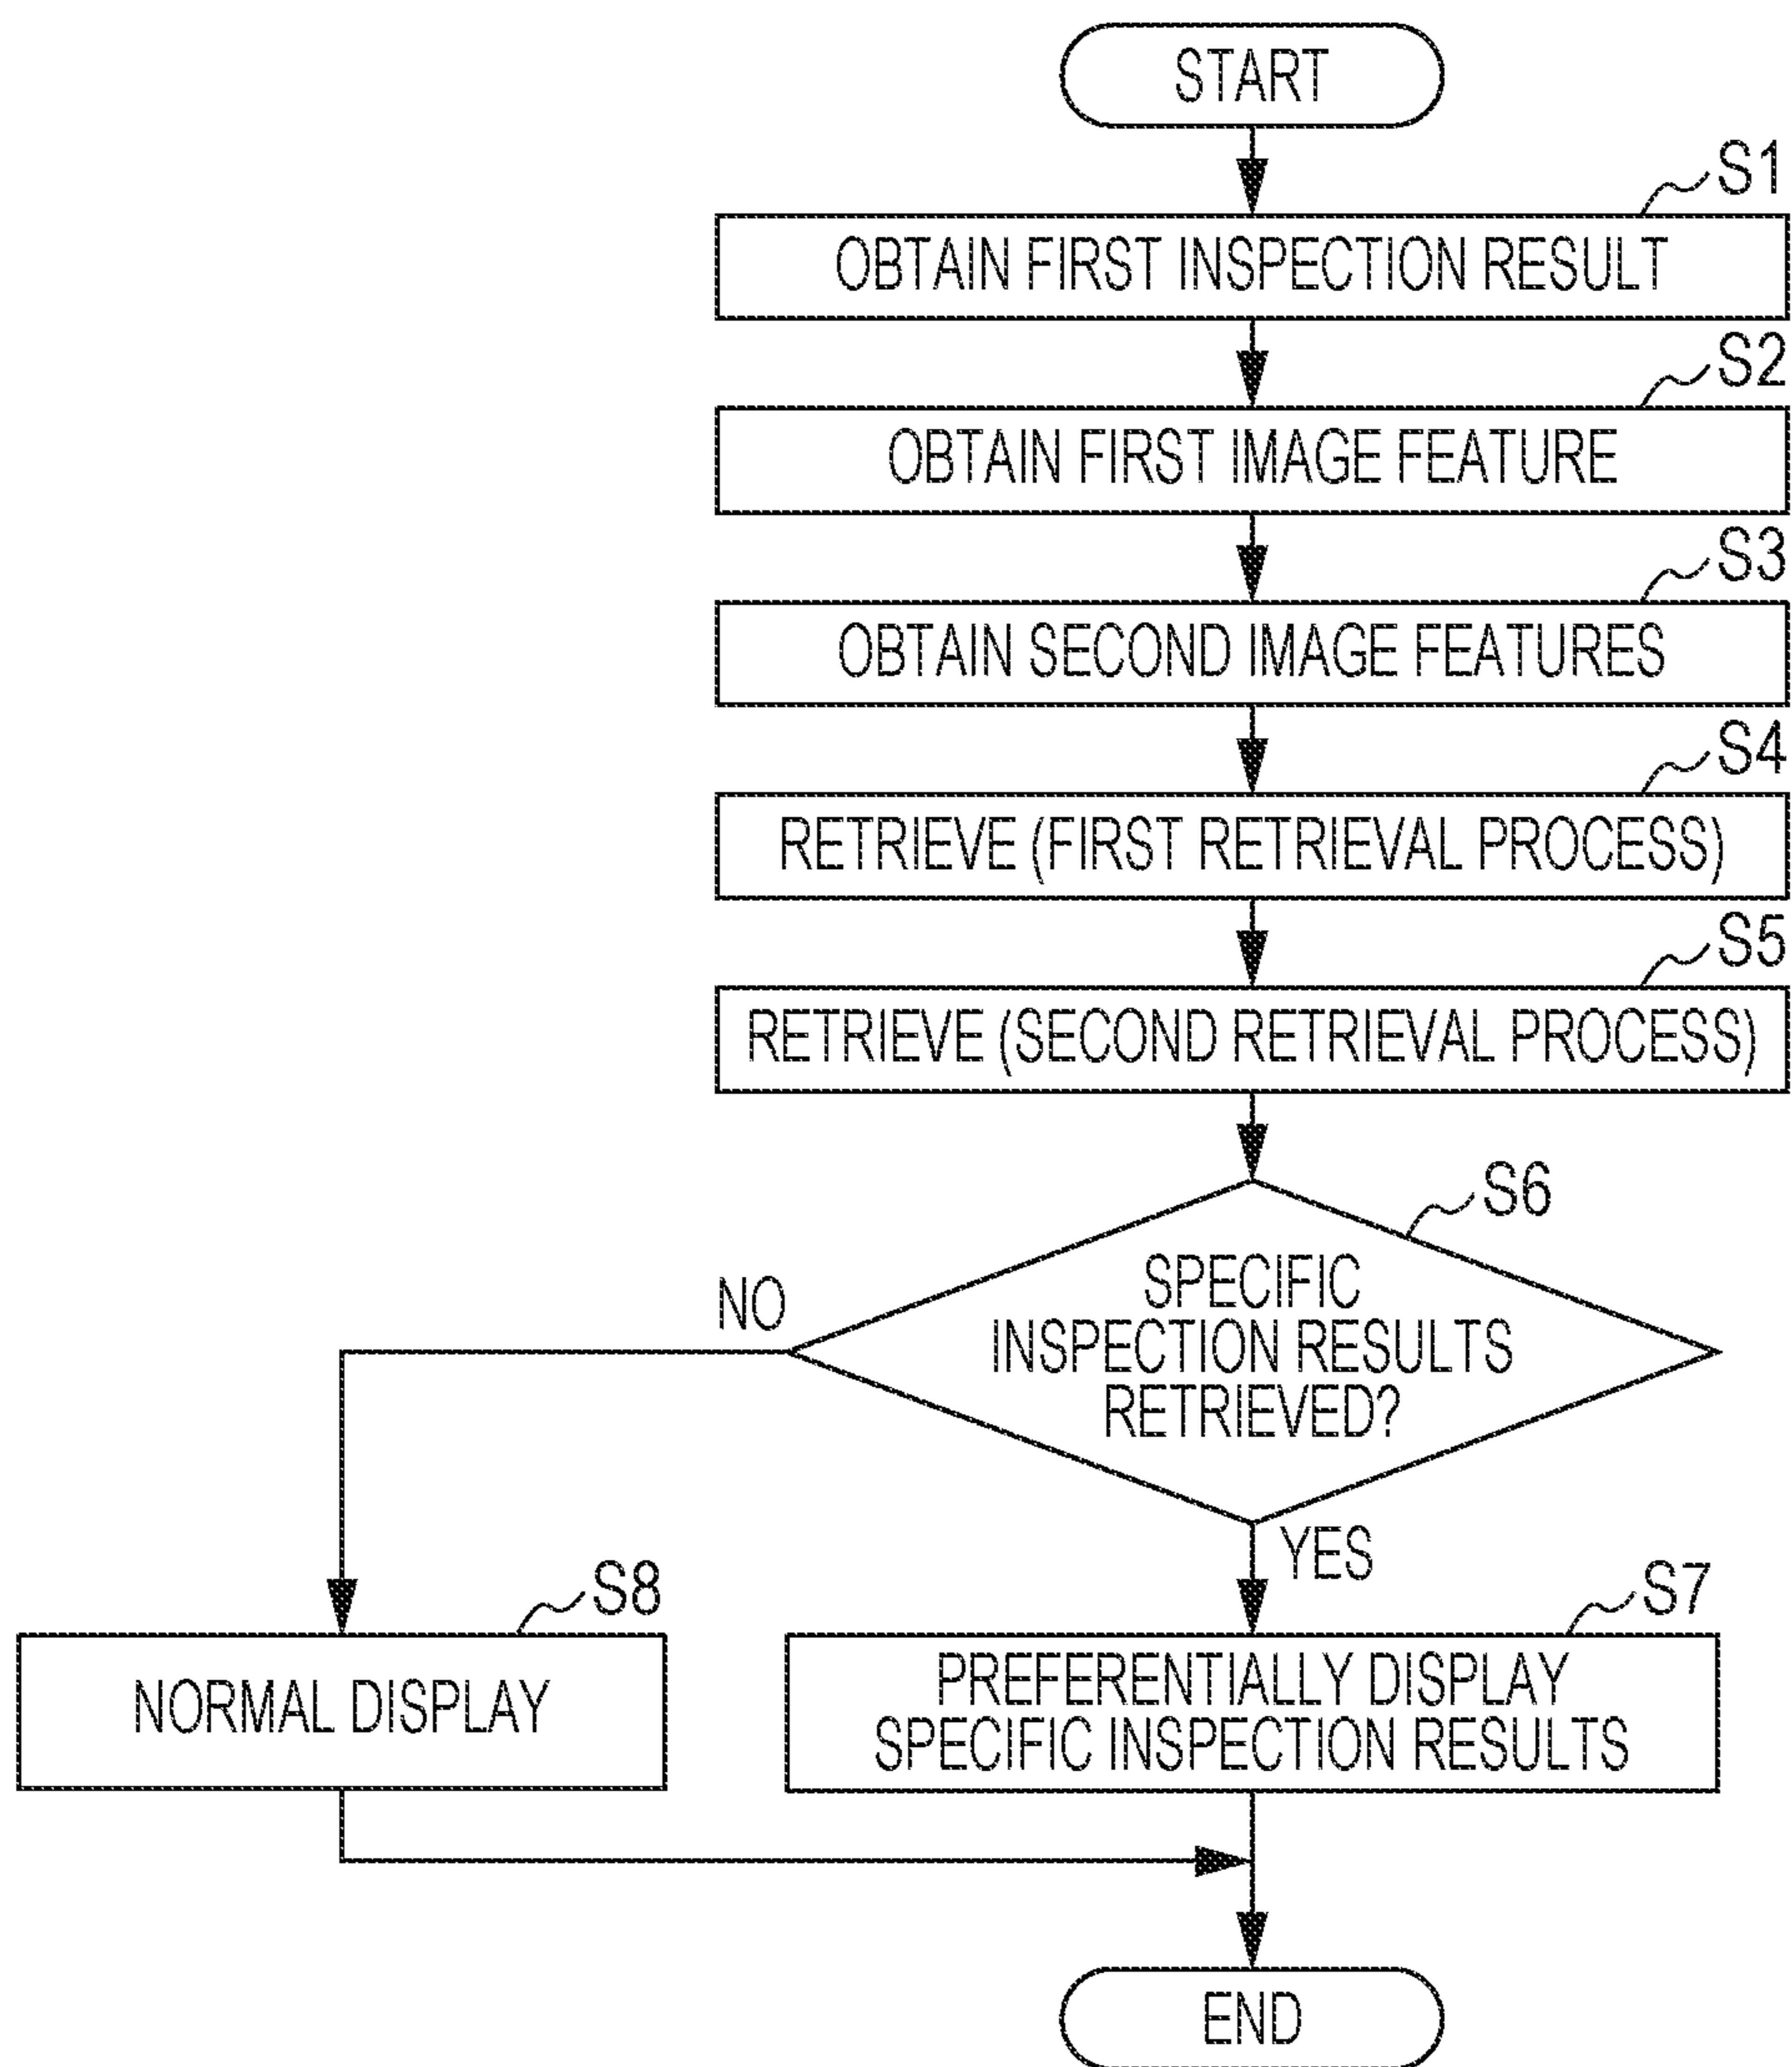 START
S1
OBTAIN FIRST INSPECTION RESULT
S2
OBTAIN FIRST IMAGE FEATURE
S3
OBTAIN SECOND IMAGE FEATURES
S4
RETRIEVE (FIRST RETRIEVAL PROCESS)
S5
RETRIEVE (SECOND RETRIEVAL PROCESS)
S6
SPECIFIC
INSPECTION RESULTS
RETRIEVED?
NO
YES
S8
NORMAL DISPLAY
S7
PREFERENTIALLY DISPLAY
SPECIFIC INSPECTION RESULTS
END